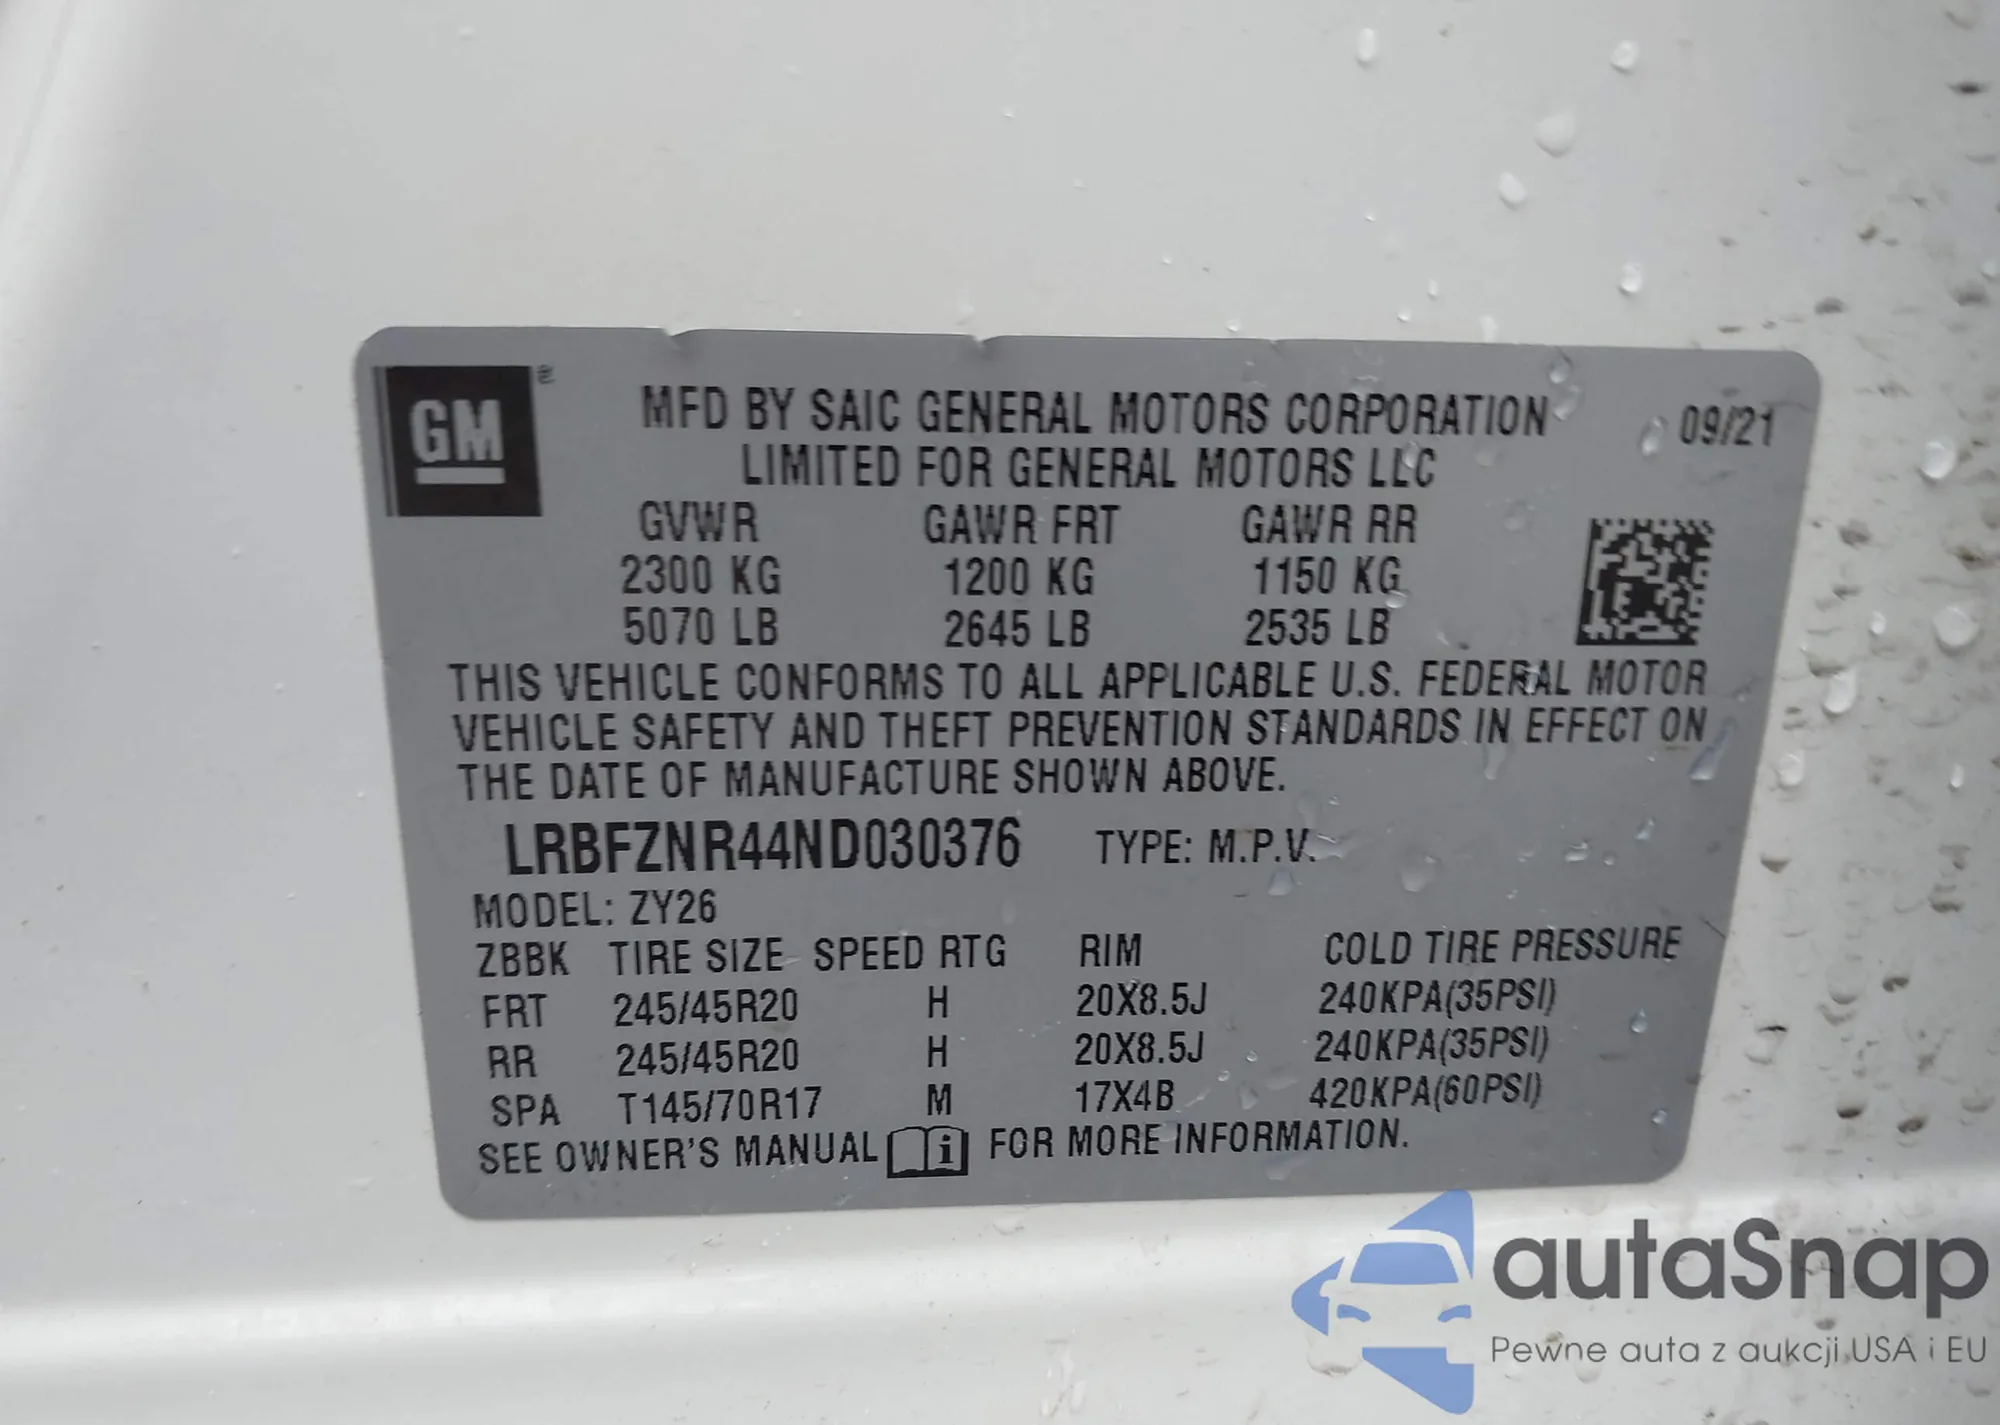 GM ®
MFD BY SAIC GENERAL MOTORS CORPORATION 09/21
LIMITED FOR GENERAL MOTORS LLC
GVWR GAWR FRT GAWR RR
2300 KG 1200 KG 1150 KG
5070 LB 2645 LB 2535 LB
THIS VEHICLE CONFORMS TO ALL APPLICABLE U.S. FEDERAL MOTOR
VEHICLE SAFETY AND THEFT PREVENTION STANDARDS IN EFFECT ON
THE DATE OF MANUFACTURE SHOWN ABOVE.
LRBFZNR44ND030376 TYPE: M.P.V.
MODEL: ZY26
ZBBK TIRE SIZE SPEED RTG RIM COLD TIRE PRESSURE
FRT 245/45R20 H 20X8.5J 240KPA(35PSI)
RR 245/45R20 H 20X8.5J 240KPA(35PSI)
SPA T145/70R17 M 17X4B 420KPA(60PSI)
SEE OWNER'S MANUAL i FOR MORE INFORMATION.
autaSnap
Pewne auta z aukcji USA i EU